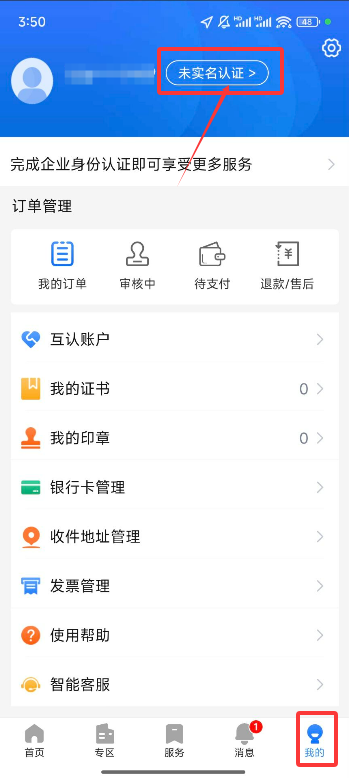 3:50
48
未实名认证 >
完成企业身份认证即可享受更多服务
订单管理
我的订单 审核中 待支付 退款/售后
互认账户
我的证书 0
我的印章 0
银行卡管理
收件地址管理
发票管理
使用帮助
智能客服
1
首页 专区 服务 消息 我的